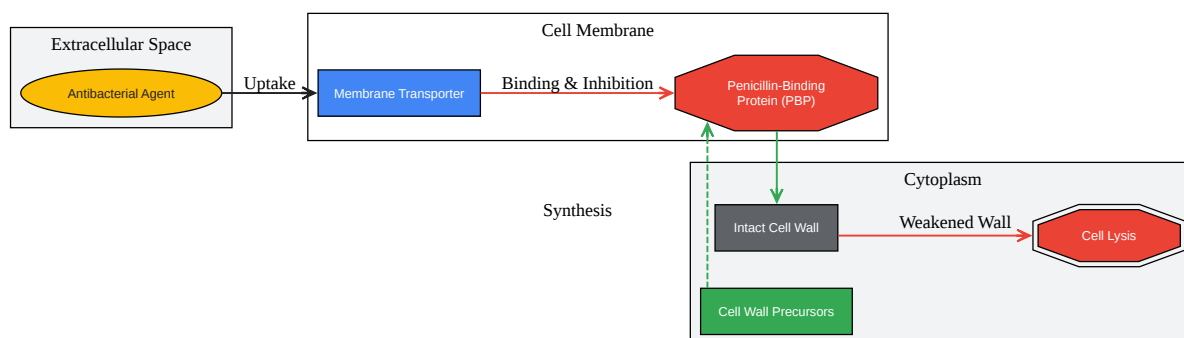 Extracellular Space
Antibacterial Agent
Uptake
Cell Membrane
Membrane Transporter
Binding & Inhibition
Penicillin-Binding
Protein (PBP)
Synthesis
Cytoplasm
Intact Cell Wall
Weakened Wall
Cell Lysis
Cell Wall Precursors